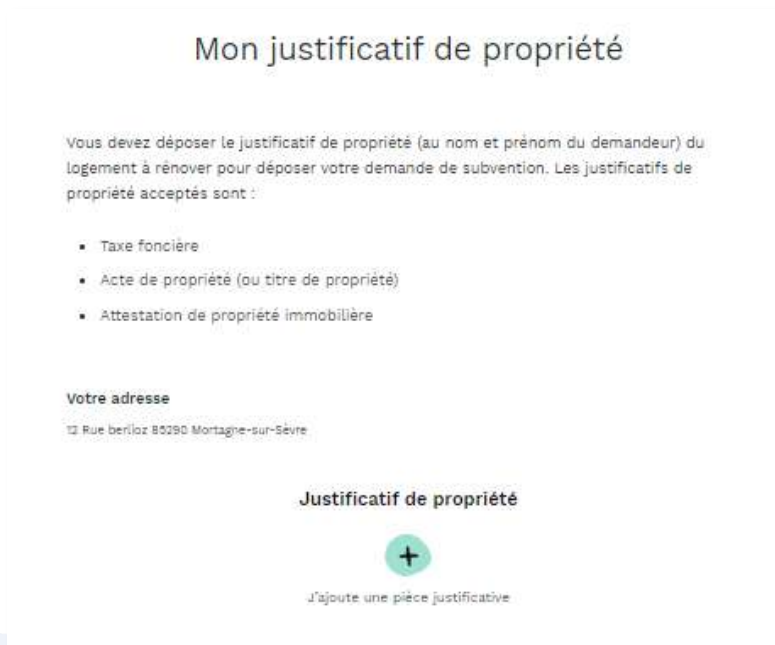 Mon justificatif de propriété
Vous devez déposer le justificatif de propriété (au nom et prénom du demandeur) du
logement à rénover pour déposer votre demande de subvention. Les justificatifs de
propriété acceptés sont :
• Taxe foncière
• Acte de propriété (ou titre de propriété)
• Attestation de propriété immobilière
Votre adresse
12 Rue berlioz 85290 Mortagne-sur-Sèvre
Justificatif de propriété
+
J'ajoute une pièce justificative